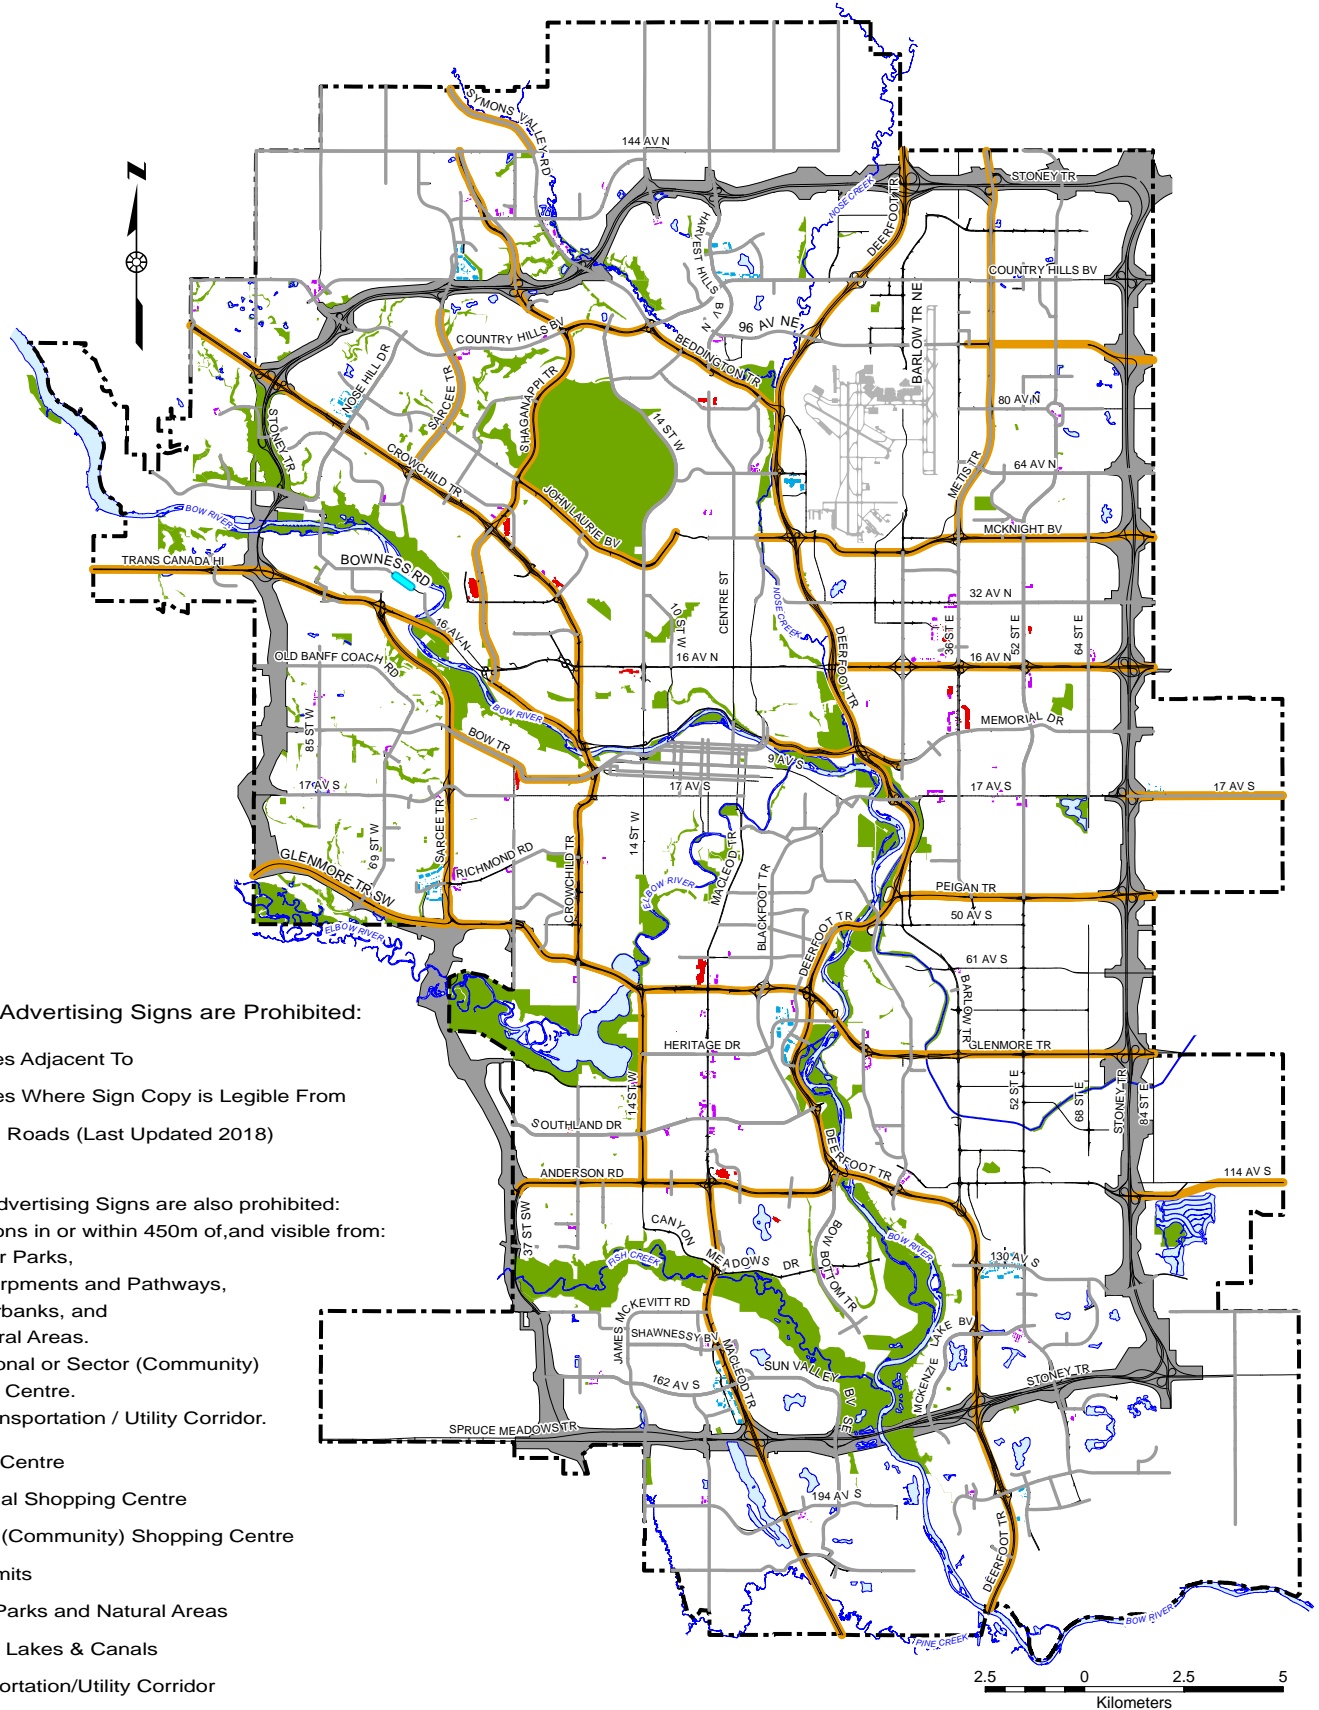 SYMONS VALLEY RD
144 AV N
STONEY TR
NOSE CREEK
DEERFOOT TR
HARVEST HILLS BV N
COUNTRY HILLS BV
96 AV NE
BARLOW TR NE
COUNTRY HILLS BV
BEDDINGTON TR
NOSE HILL DR
SARCEE TR
SHAGANAPPI TR
80 AV N
STONEY TR
14 ST W
CROWCHILD TR
64 AV N
METIS TR
JOHN LAURIE BV
BOW RIVER
MCKNIGHT BV
TRANS CANADA HI
BOWNESS RD
NOSE CREEK
CENTRE ST
32 AV N
10 ST W
16 AV N
DEERFOOT TR
36 ST E
52 ST E
64 ST E
OLD BANFF COACH RD
16 AV N
16 AV N
BOW RIVER
85 ST W
BOW TR
MEMORIAL DR
9 AV S
17 AV S
17 AV S
17 AV S
17 AV S
69 ST W
SARCEE TR
RICHMOND RD
CROWCHILD TR
14 ST W
MACLEOD TR
BLACKFOOT TR
GLENMORE TR SW
ELBOW RIVER
PEIGAN TR
50 AV S
ELBOW RIVER
DEERFOOT TR
61 AV S
BARLOW TR
Advertising Signs are Prohibited:
es Adjacent To
es Where Sign Copy is Legible From
Roads (Last Updated 2018)
HERITAGE DR
GLENMORE TR
14 ST W
52 ST E
68 ST E
STONEY TR
84 ST E
SOUTHLAND DR
DEERFOOT TR
ANDERSON RD
114 AV S
dvertising Signs are also prohibited:
ons in or within 450m of,and visible from:
r Parks,
rpments and Pathways,
rbanks, and
ral Areas.
onal or Sector (Community)
Centre.
nsportation / Utility Corridor.
37 ST SW
CANYON MEADOWS DR
FISH CREEK
BOW BOTTOM TR
BOW RIVER
130 AV S
JAMES MCKEVITT RD
SHAWNESSY BV
MACLEOD TR
SUN VALLEY BV SE
MCKENZIE LAKE BV
162 AV S
STONEY TR
SPRUCE MEADOWS TR
194 AV S
DEERFOOT TR
Centre
al Shopping Centre
(Community) Shopping Centre
mits
Parks and Natural Areas
Lakes & Canals
ortation/Utility Corridor
PINE CREEK
BOW RIVER
2.5 0 2.5 5
Kilometers